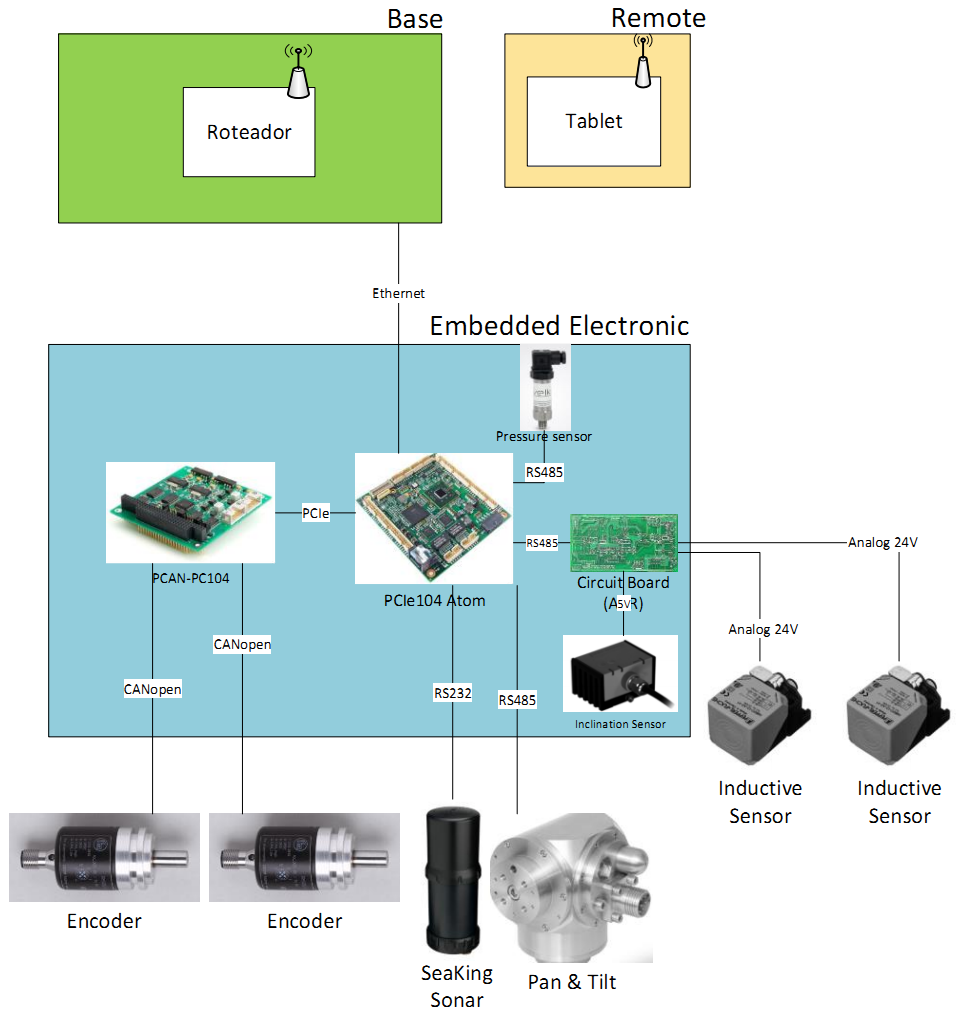 Base
Remote
Roteador
Tablet
Ethernet
Embedded Electronic
Pressure sensor
RS485
PCIe
RS485
Analog 24V
PCAN-PC104
PCIe104 Atom
Circuit Board
5V
Analog 24V
CANopen
CANopen
RS232
RS485
Inclination Sensor
Inductive
Sensor
Inductive
Sensor
Encoder
Encoder
SeaKing
Sonar
Pan & Tilt